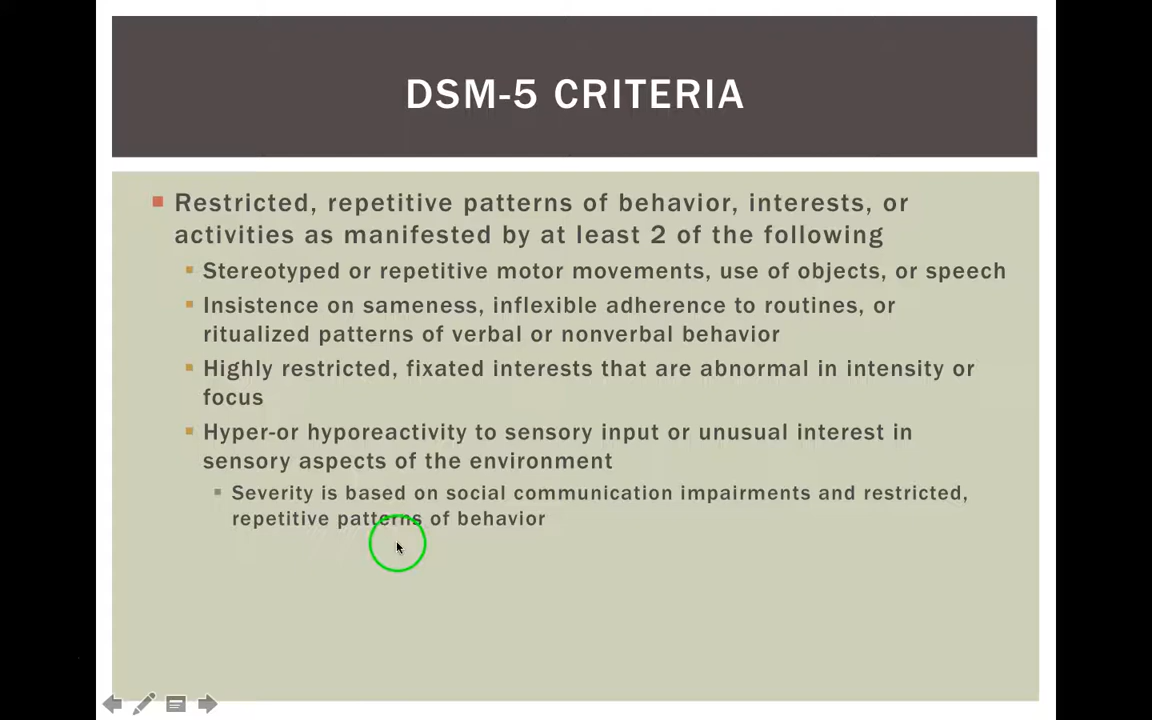 DSM-5 CRITERIA
Restricted, repetitive patterns of behavior, interests, or
activities as manifested by at least 2 of the following
Stereotyped or repetitive motor movements, use of objects, or speech
Insistence on sameness, inflexible adherence to routines, or
ritualized patterns of verbal or nonverbal behavior
Highly restricted, fixated interests that are abnormal in intensity or
focus
Hyper-or hyporeactivity to sensory input or unusual interest in
sensory aspects of the environment
Severity is based on social communication impairments and restricted,
repetitive patterns of behavior